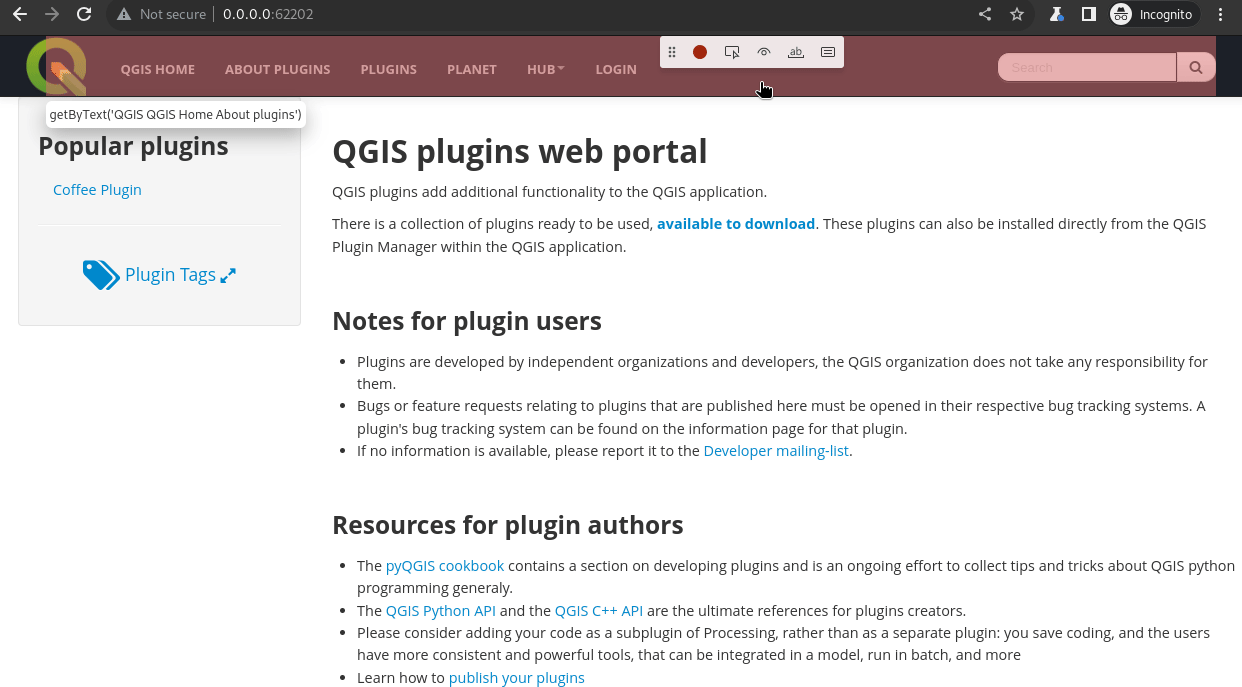 Not secure | 0.0.0.0:62202
Incognito
QGIS HOME ABOUT PLUGINS PLUGINS PLANET HUB LOGIN
ab
Search
getByText('QGIS QGIS Home About plugins')
Popular plugins
Coffee Plugin
Plugin Tags
QGIS plugins web portal
QGIS plugins add additional functionality to the QGIS application.
There is a collection of plugins ready to be used, available to download. These plugins can also be installed directly from the QGIS
Plugin Manager within the QGIS application.
Notes for plugin users
• Plugins are developed by independent organizations and developers, the QGIS organization does not take any responsibility for
them.
• Bugs or feature requests relating to plugins that are published here must be opened in their respective bug tracking systems. A
plugin's bug tracking system can be found on the information page for that plugin.
• If no information is available, please report it to the Developer mailing-list.
Resources for plugin authors
• The pyQGIS cookbook contains a section on developing plugins and is an ongoing effort to collect tips and tricks about QGIS python
programming generaly.
• The QGIS Python API and the QGIS C++ API are the ultimate references for plugins creators.
• Please consider adding your code as a subplugin of Processing, rather than as a separate plugin: you save coding, and the users
have more consistent and powerful tools, that can be integrated in a model, run in batch, and more
• Learn how to publish your plugins